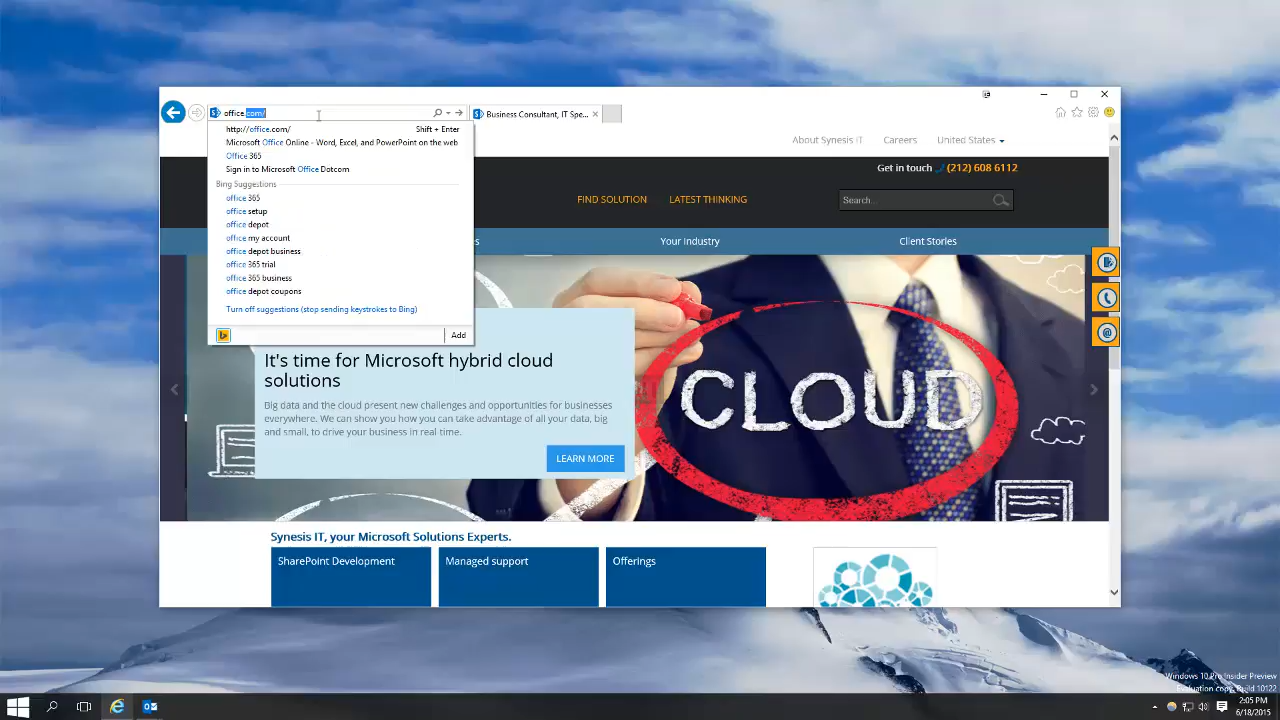 office.com/
Business Consultant, IT Spe...
http://office.com/ Shift + Enter
Microsoft Office Online - Word, Excel, and PowerPoint on the web
Office 365
Sign in to Microsoft Office Dotcom
Bing Suggestions
office 365
office setup
office depot
office my account
office depot business
office 365 trial
office 365 business
office depot coupons
Turn off suggestions (stop sending keystrokes to Bing)
Add
About Synesis IT Careers United States
Get in touch (212) 608 6112
FIND SOLUTION LATEST THINKING
Search...
Your Industry Client Stories
It's time for Microsoft hybrid cloud
solutions
Big data and the cloud present new challenges and opportunities for businesses
everywhere. We can show you how you can take advantage of all your data, big
and small, to drive your business in real time.
LEARN MORE
CLOUD
Synesis IT, your Microsoft Solutions Experts.
SharePoint Development Managed support Offerings
Windows 10 Pro Insider Preview
Evaluation copy. Build 10122
2:05 PM
6/18/2015